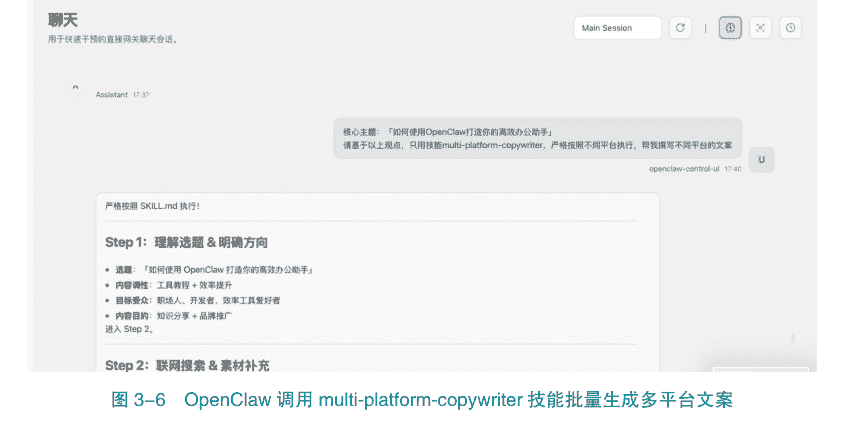 聊天
用于快速干预的直接网关聊天会话。
Main Session
Assistant 17:37
核心主题：「如何使用OpenClaw打造你的高效办公助手」
请基于以上观点，只用技能multi-platform-copywriter，严格按照不同平台执行，帮我撰写不同平台的文案
U
openclaw-control-ui 17:40
严格按照 SKILL.md 执行！
Step 1：理解选题 & 明确方向
• 选题：「如何使用 OpenClaw 打造你的高效办公助手」
• 内容调性：工具教程 + 效率提升
• 目标受众：职场人、开发者、效率工具爱好者
• 内容目的：知识分享 + 品牌推广
进入 Step 2。
Step 2：联网搜索 & 素材补充
图 3-6 OpenClaw 调用 multi-platform-copywriter 技能批量生成多平台文案